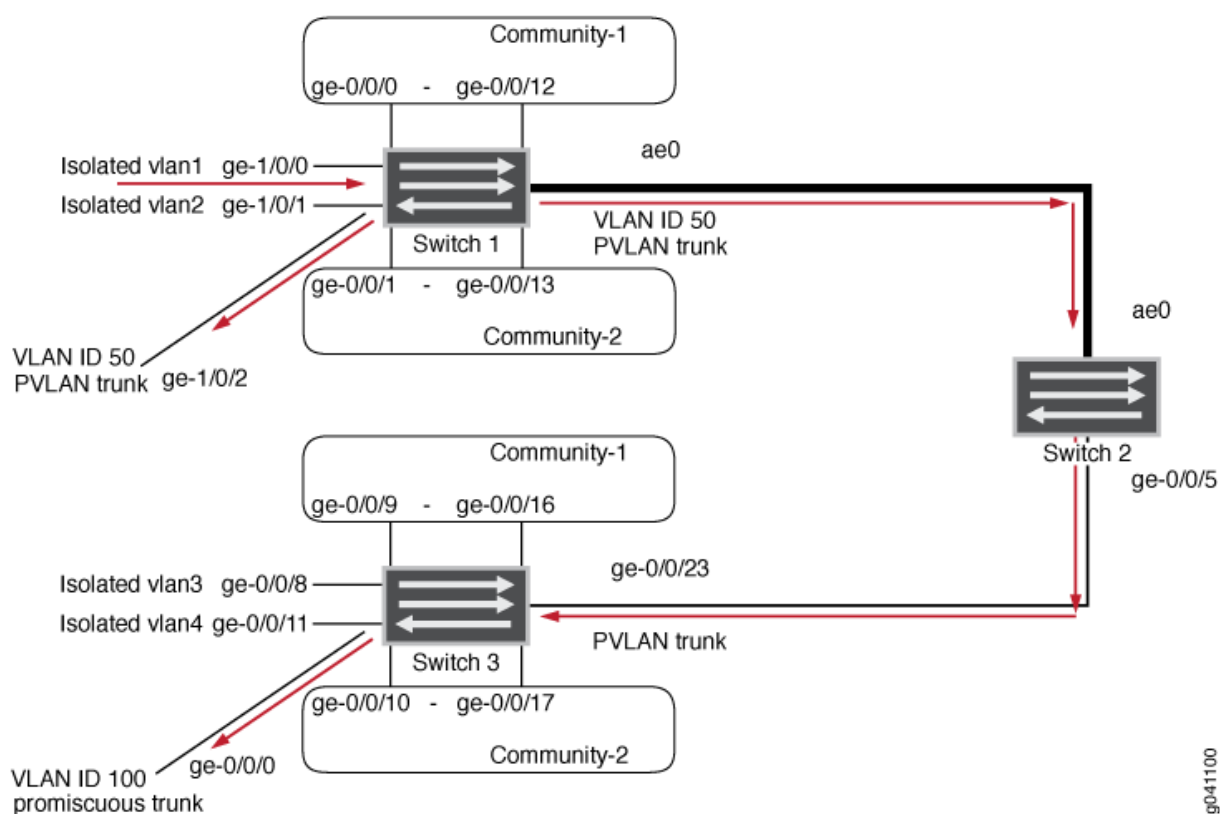 Community-1
ge-0/0/0 - ge-0/0/12
ae0
Isolated vlan1 ge-1/0/0
Isolated vlan2 ge-1/0/1
VLAN ID 50
PVLAN trunk
Switch 1
ge-0/0/1 - ge-0/0/13
Community-2
ae0
VLAN ID 50
PVLAN trunk ge-1/0/2
Switch 2
ge-0/0/5
Community-1
ge-0/0/9 - ge-0/0/16
ge-0/0/23
Isolated vlan3 ge-0/0/8
Isolated vlan4 ge-0/0/11
PVLAN trunk
Switch 3
ge-0/0/10 - ge-0/0/17
Community-2
ge-0/0/0
VLAN ID 100
promiscuous trunk
g041100